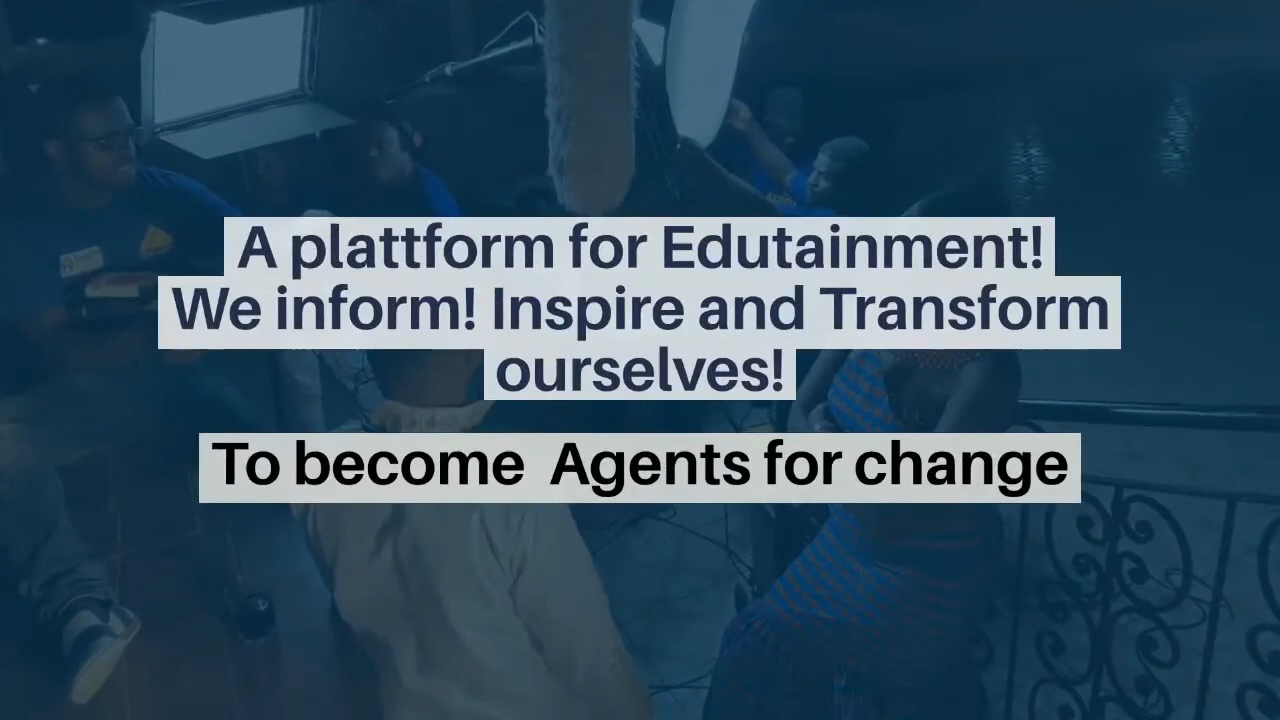 A plattform for Edutainment!
We inform! Inspire and Transform
ourselves!
To become  Agents for change